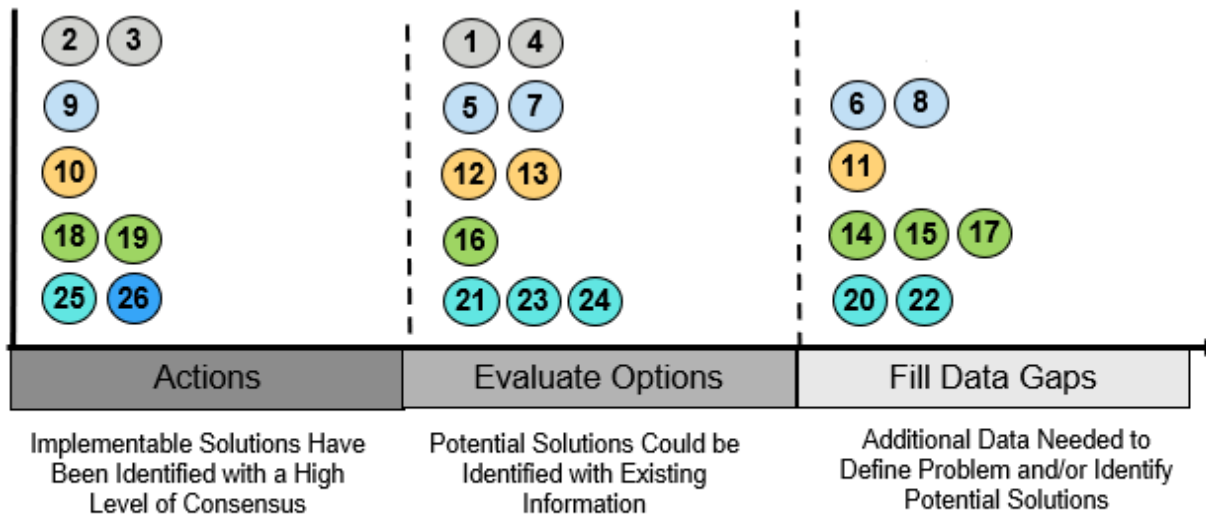 2 3 1 4
9 5 7 6 8
10 12 13 11
18 19 16 14 15 17
25 26 21 23 24 20 22
Actions Evaluate Options Fill Data Gaps
Implementable Solutions Have
Been Identified with a High
Level of Consensus
Potential Solutions Could be
Identified with Existing
Information
Additional Data Needed to
Define Problem and/or Identify
Potential Solutions